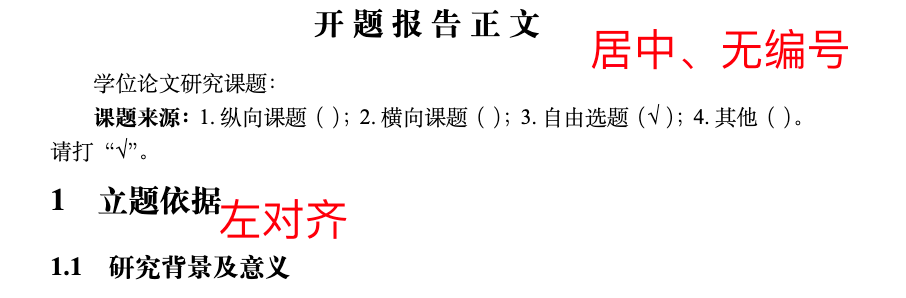 开题报告正文
居中、无编号
学位论文研究课题：
课题来源：1. 纵向课题（ ）；2. 横向课题（ ）；3. 自由选题（√ ）；4. 其他（ ）。
请打“√”。
1 立题依据
左对齐
1.1 研究背景及意义